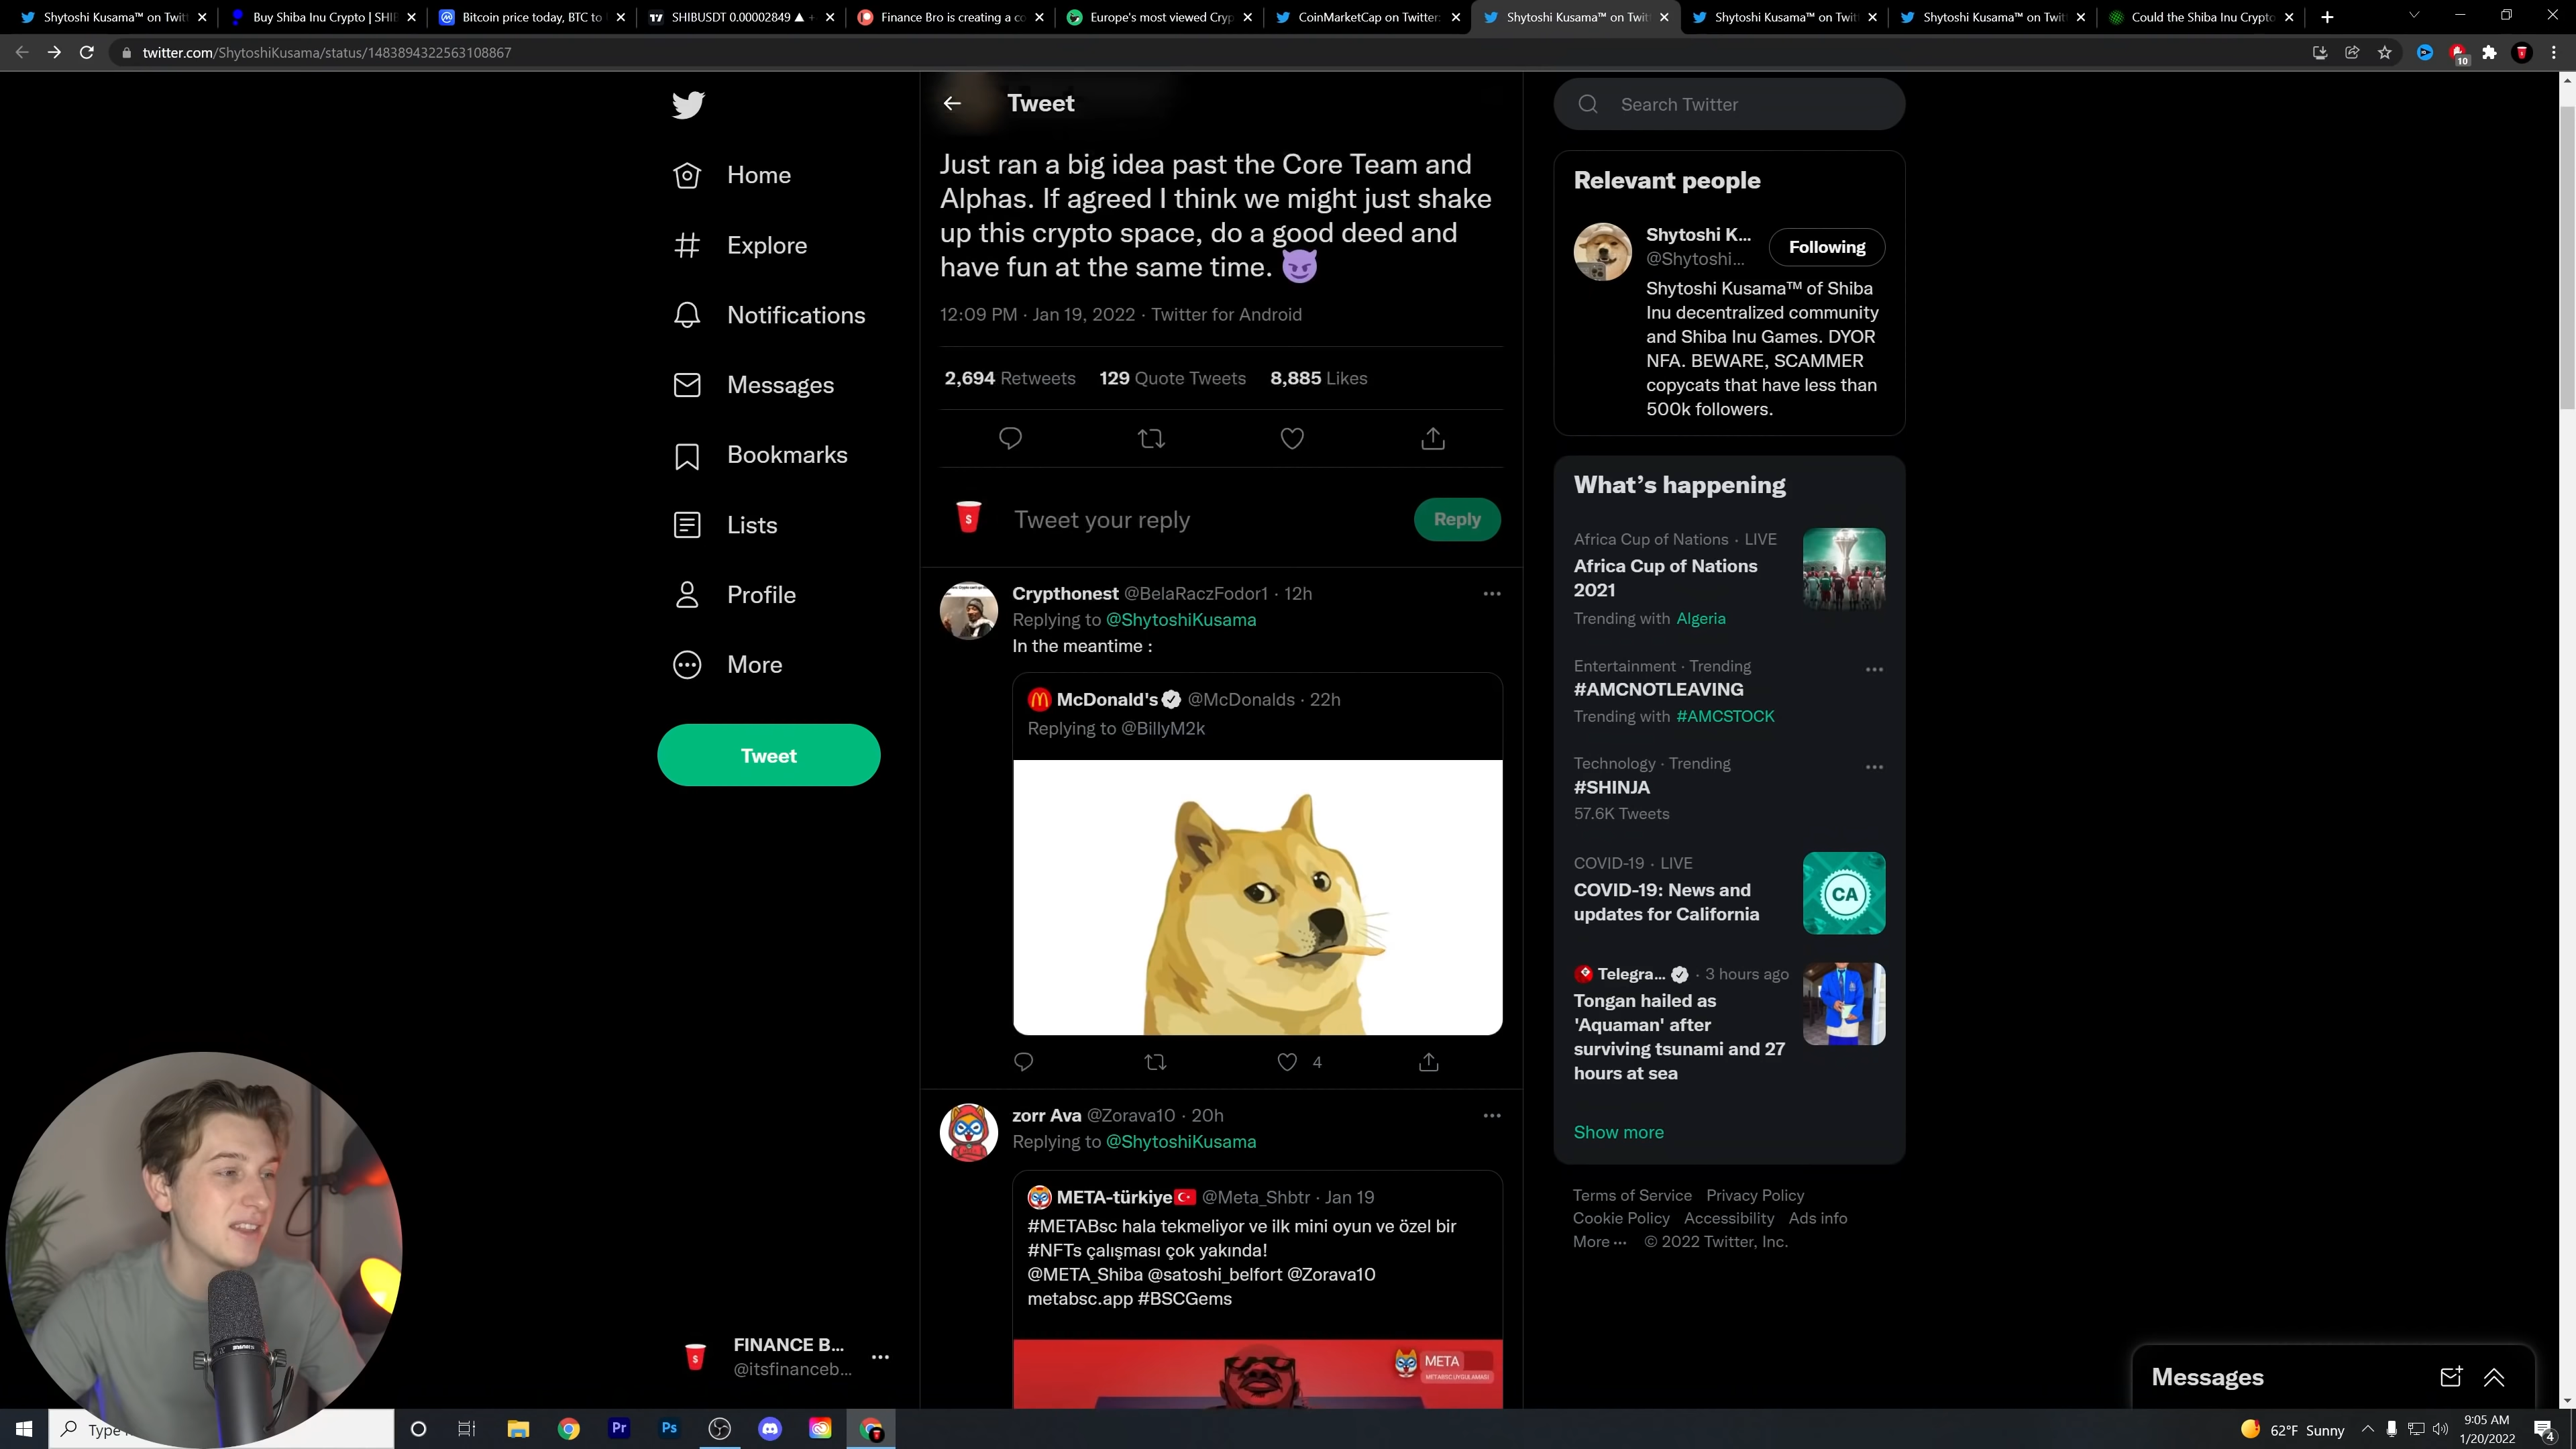 Shytoshi Kusama™ on Twit
Buy Shiba Inu Crypto | SHIB
Bitcoin price today, BTC to
SHIBUSDT 0.00002849 ▲ +
Finance Bro is creating a co
Europe's most viewed Cryp
CoinMarketCap on Twitter:
Shytoshi Kusama™ on Twit
Shytoshi Kusama™ on Twit
Shytoshi Kusama™ on Twit
Could the Shiba Inu Crypto
twitter.com/ShytoshiKusama/status/1483894322563108867
10
Home
Explore
Notifications
Messages
Bookmarks
Lists
Profile
More
Tweet
FINANCE B...
@itsfinanceb...
Tweet
Just ran a big idea past the Core Team and
Alphas. If agreed I think we might just shake
up this crypto space, do a good deed and
have fun at the same time. 😈
12:09 PM · Jan 19, 2022 · Twitter for Android
2,694 Retweets 129 Quote Tweets 8,885 Likes
Tweet your reply
Reply
Crypthonest @BelaRaczFodor1 · 12h
Replying to @ShytoshiKusama
In the meantime :
McDonald's @McDonalds · 22h
Replying to @BillyM2k
4
zorr Ava @Zorava10 · 20h
Replying to @ShytoshiKusama
META-türkiye🇹🇷 @Meta_Shbtr · Jan 19
#METABsc hala tekmeliyor ve ilk mini oyun ve özel bir
#NFTs çalışması çok yakında!
@META_Shiba @satoshi_belfort @Zorava10
metabsc.app #BSCGems
META
METABSC.UYGULAMASI
Search Twitter
Relevant people
Shytoshi K...
@Shytoshi...
Following
Shytoshi Kusama™ of Shiba
Inu decentralized community
and Shiba Inu Games. DYOR
NFA. BEWARE, SCAMMER
copycats that have less than
500k followers.
What's happening
Africa Cup of Nations · LIVE
Africa Cup of Nations
2021
Trending with Algeria
Entertainment · Trending
#AMCNOTLEAVING
Trending with #AMCSTOCK
Technology · Trending
#SHINJA
57.6K Tweets
COVID-19 · LIVE
COVID-19: News and
updates for California
CA
Telegra... · 3 hours ago
Tongan hailed as
'Aquaman' after
surviving tsunami and 27
hours at sea
Show more
Terms of Service Privacy Policy
Cookie Policy Accessibility Ads info
More ··· © 2022 Twitter, Inc.
Messages
Type
Pr
Ps
62°F Sunny
9:05 AM
1/20/2022
4